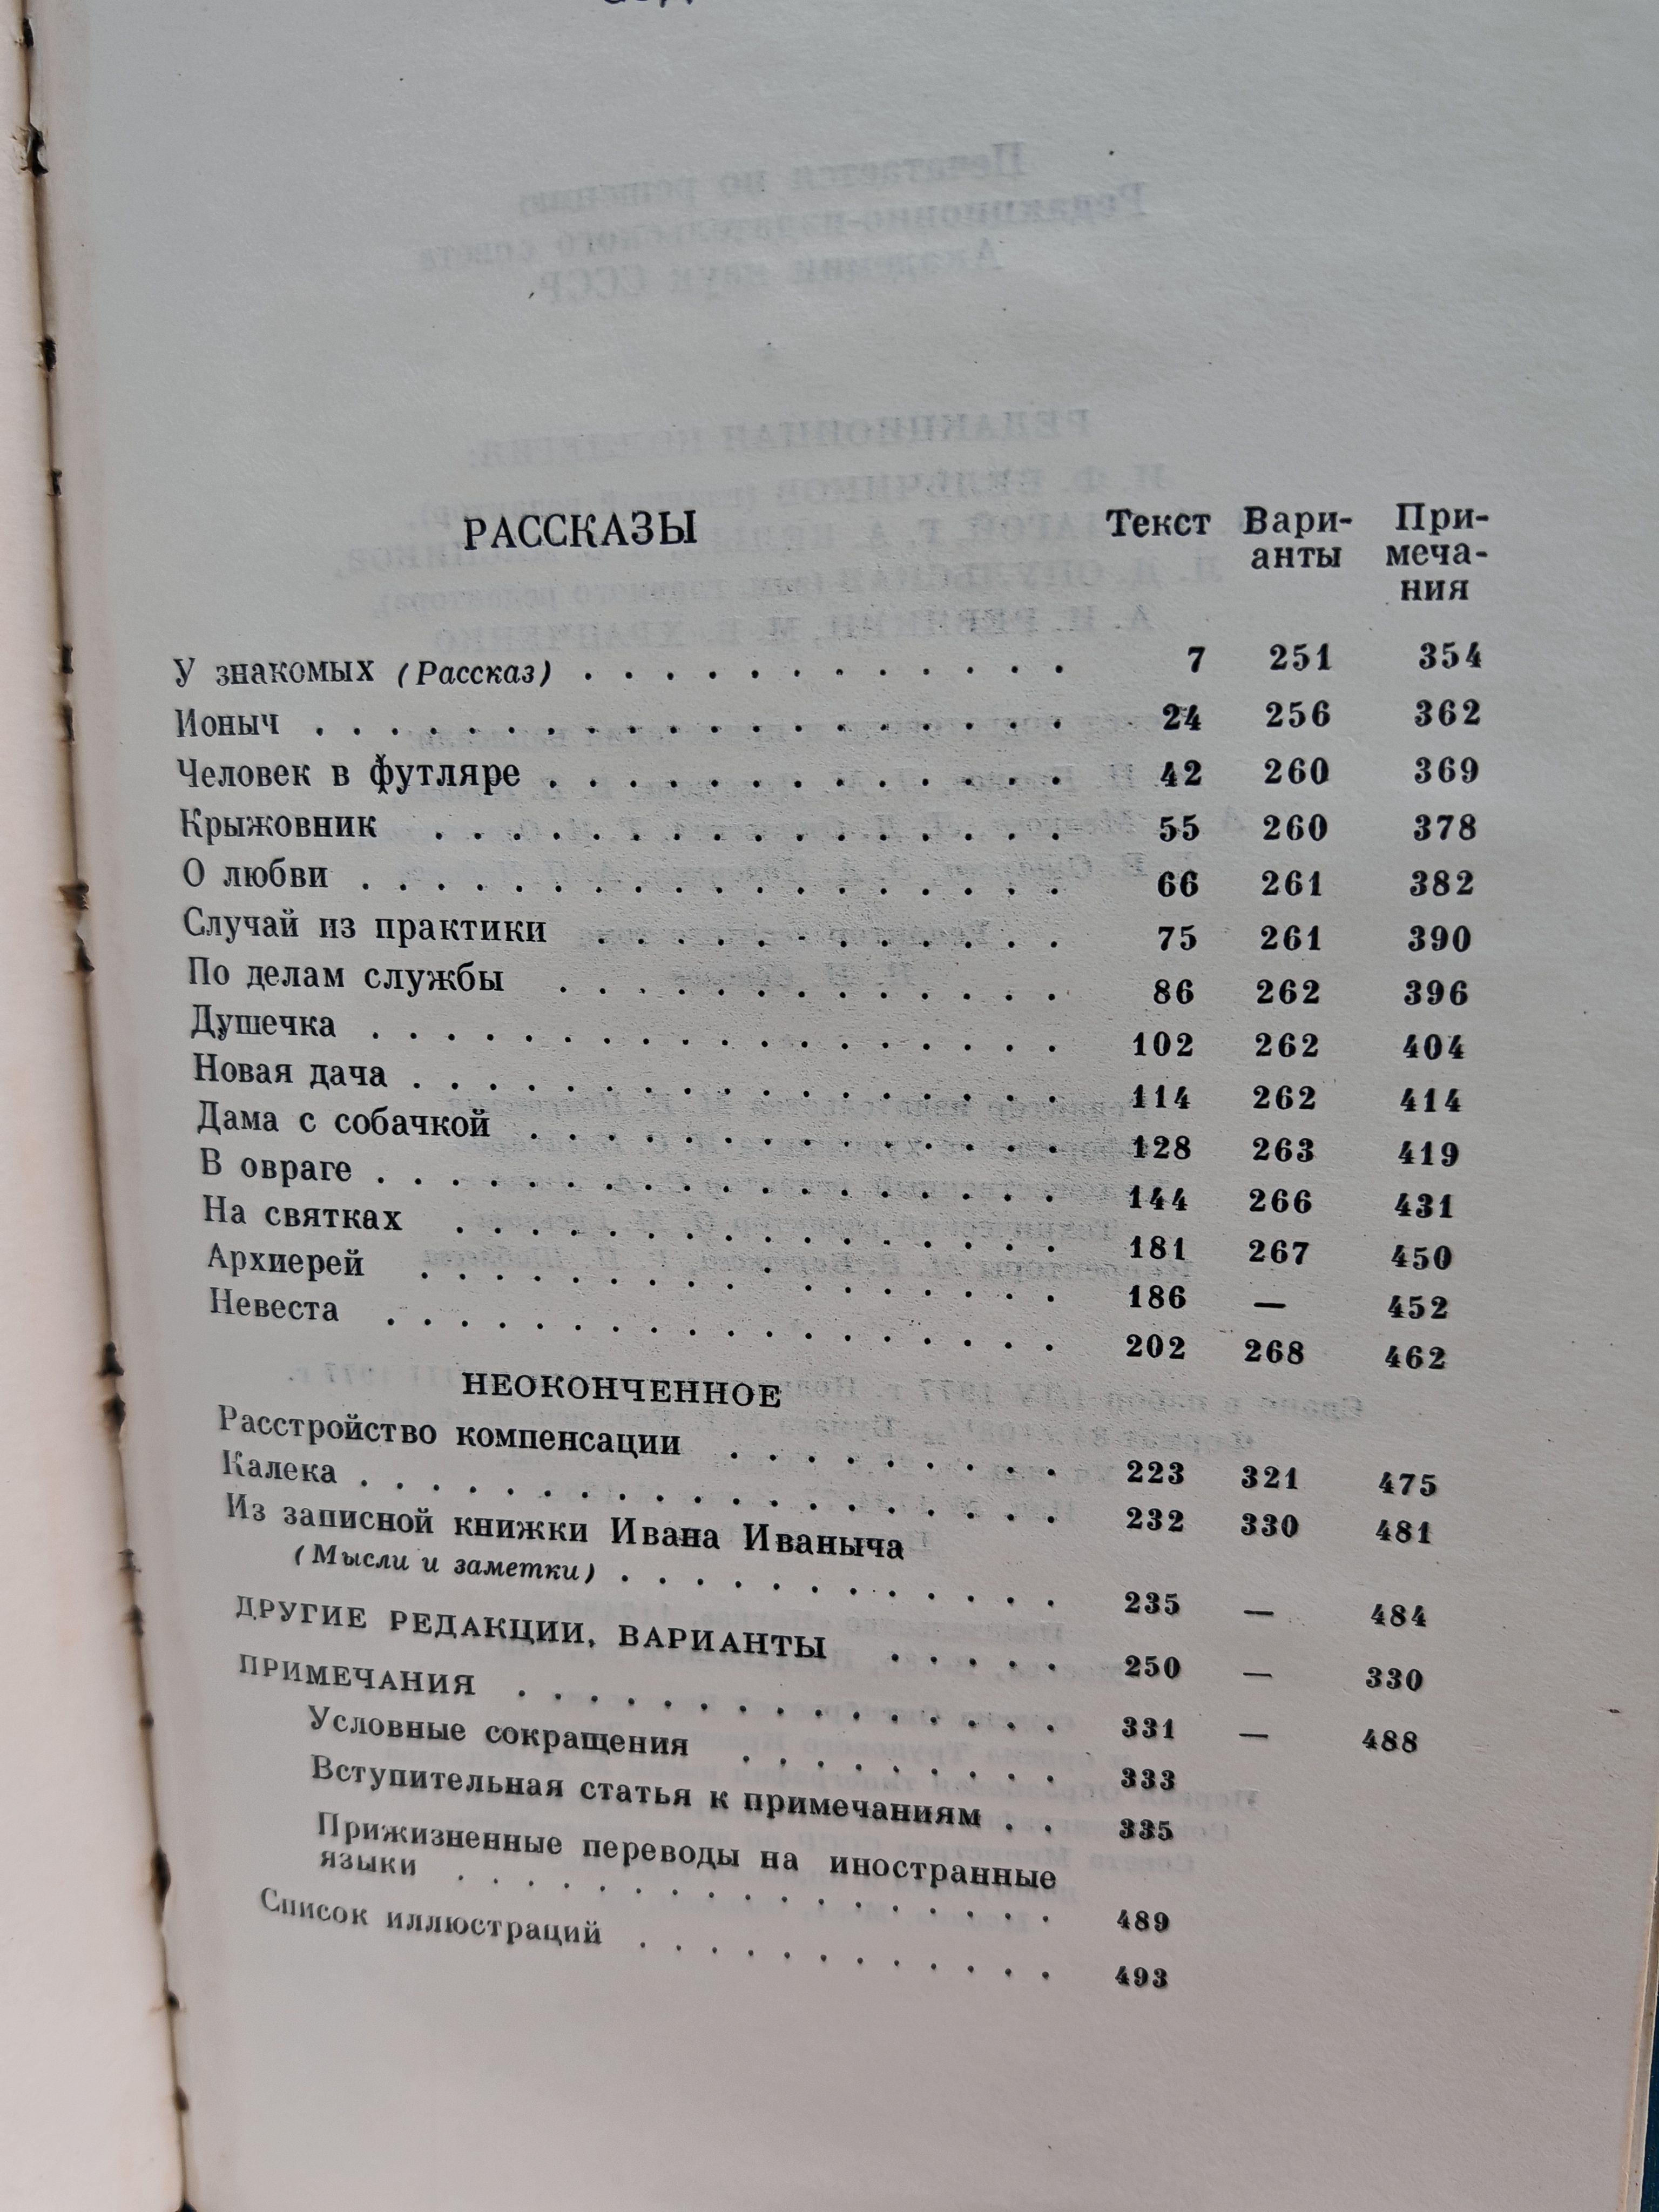 РАССКАЗЫ Текст Вари- При-
анты меча-
ния
У знакомых (Рассказ) . . . . . . . . . . . . 7 251 354
Ионыч . . . . . . . . . . . . . . . . . . 24 256 362
Человек в футляре . . . . . . . . . . . . . 42 260 369
Крыжовник . . . . . . . . . . . . . . . . 55 260 378
О любви . . . . . . . . . . . . . . . . . . 66 261 382
Случай из практики . . . . . . . . . . . . 75 261 390
По делам службы . . . . . . . . . . . . . 86 262 396
Душечка . . . . . . . . . . . . . . . . . . 102 262 404
Новая дача . . . . . . . . . . . . . . . . . 114 262 414
Дама с собачкой . . . . . . . . . . . . . . 128 263 419
В овраге . . . . . . . . . . . . . . . . . . 144 266 431
На святках . . . . . . . . . . . . . . . . 181 267 450
Архиерей . . . . . . . . . . . . . . . . . 186 — 452
Невеста . . . . . . . . . . . . . . . . . . 202 268 462
НЕОКОНЧЕННОЕ
Расстройство компенсации . . . . . . . . . 223 321 475
Калека . . . . . . . . . . . . . . . . . . . 232 330 481
Из записной книжки Ивана Иваныча
(Мысли и заметки) . . . . . . . . . . . . 235 — 484
ДРУГИЕ РЕДАКЦИИ, ВАРИАНТЫ . . . . . 250 — 330
ПРИМЕЧАНИЯ . . . . . . . . . . . . . . . 331 — 488
Условные сокращения . . . . . . . . . 333
Вступительная статья к примечаниям . . 335
Прижизненные переводы на иностранные
языки . . . . . . . . . . . . . . . . . 489
Список иллюстраций . . . . . . . . . . . . 493